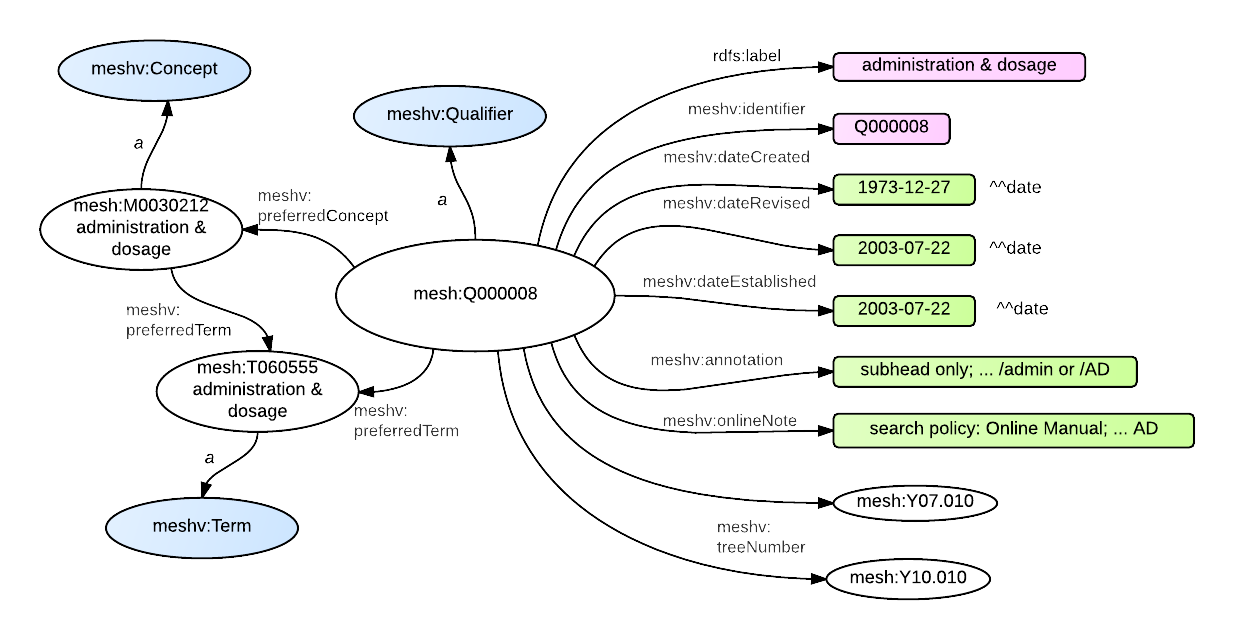 meshv:Concept
a
mesh:M0030212
administration &
dosage
meshv:
preferredConcept
meshv:
preferredTerm
mesh:T060555
administration &
dosage
a
meshv:Term
meshv:Qualifier
a
mesh:Q000008
meshv:
preferredTerm
rdfs:label
administration & dosage
meshv:identifier
Q000008
meshv:dateCreated
1973-12-27 ^^date
meshv:dateRevised
2003-07-22 ^^date
meshv:dateEstablished
2003-07-22 ^^date
meshv:annotation
subhead only; ... /admin or /AD
meshv:onlineNote
search policy: Online Manual; ... AD
mesh:Y07.010
meshv:
treeNumber
mesh:Y10.010